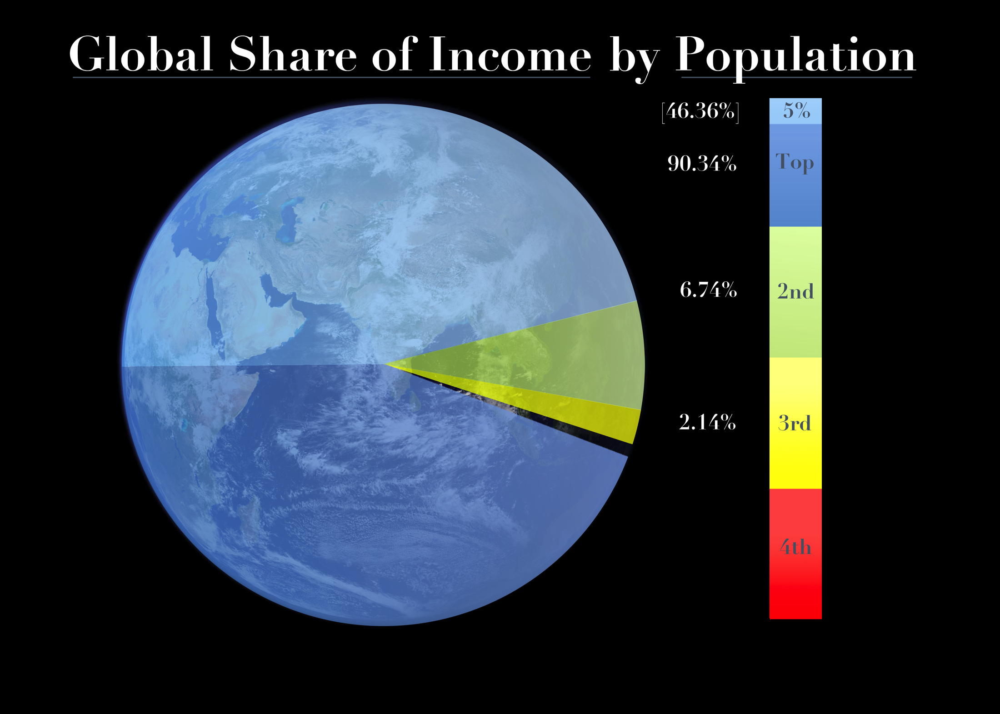 Global Share of Income by Population
[46.36%] 5%
90.34% Top
6.74% 2nd
2.14% 3rd
4th